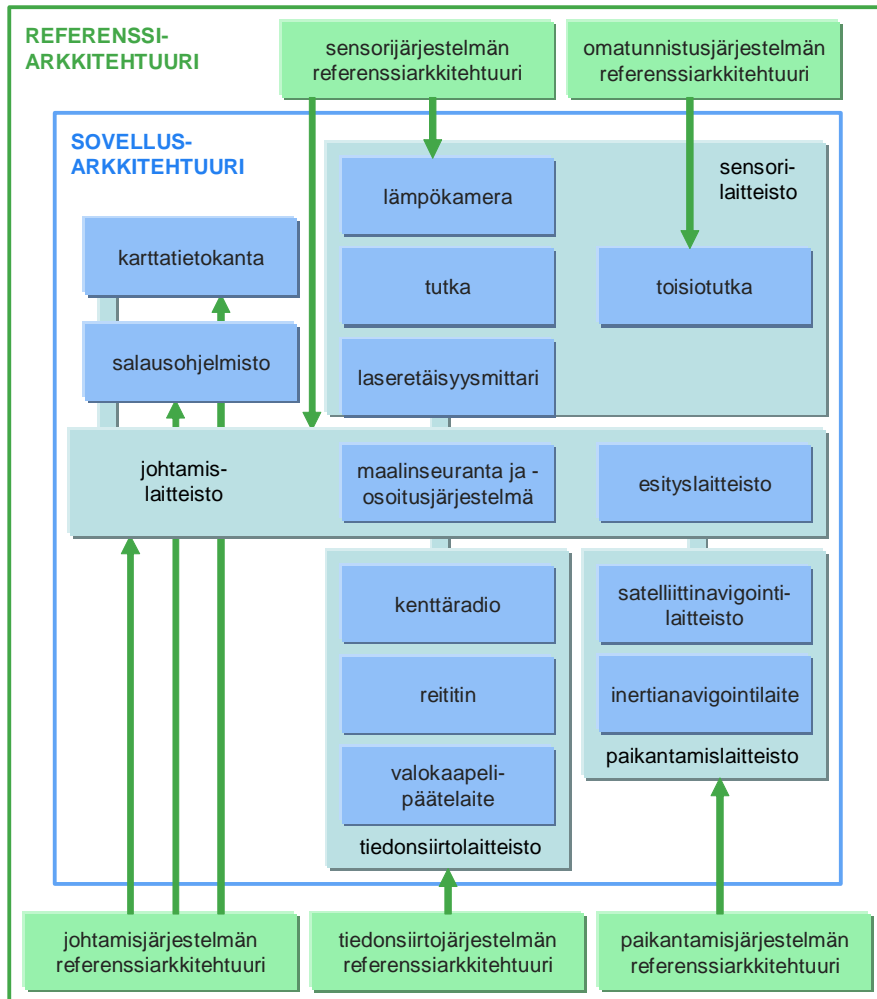 REFERENSSI-
ARKKITEHTUURI
sensorijärjestelmän
referenssiarkkitehtuuri
omatunnistusjärjestelmän
referenssiarkkitehtuuri
SOVELLUS-
ARKKITEHTUURI
sensori-
laitteisto
lämpökamera
karttatietokanta
tutka
toisiotutka
salausohjelmisto
laseretäisyysmittari
johtamis-
laitteisto
maalinseuranta ja -
osoitusjärjestelmä
esityslaitteisto
kenttäradio
satelliittinavigointi-
laitteisto
reititin
inertianavigointilaite
paikantamislaitteisto
valokaapeli-
päätelaite
tiedonsiirtolaitteisto
johtamisjärjestelmän
referenssiarkkitehtuuri
tiedonsiirtojärjestelmän
referenssiarkkitehtuuri
paikantamisjärjestelmän
referenssiarkkitehtuuri